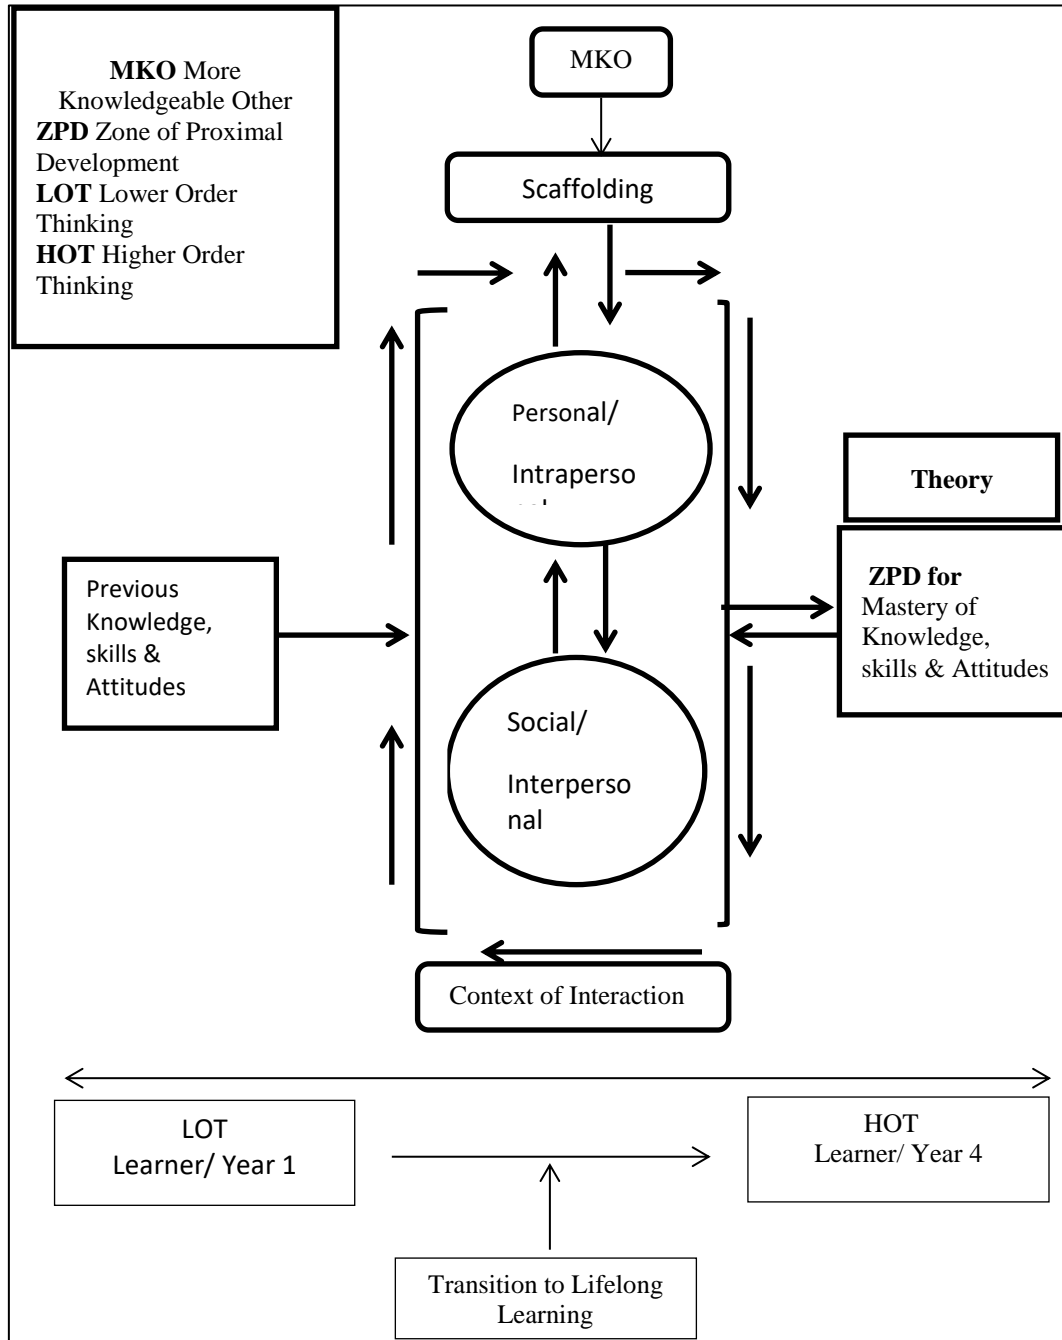 MKO More
Knowledgeable Other
ZPD Zone of Proximal
Development
LOT Lower Order
Thinking
HOT Higher Order
Thinking
MKO
Scaffolding
Personal/
Intraperso
Theory
ZPD for
Mastery of
Knowledge,
skills & Attitudes
Previous
Knowledge,
skills &
Attitudes
Social/
Interperso
nal
Context of Interaction
LOT
Learner/ Year 1
HOT
Learner/ Year 4
Transition to Lifelong
Learning